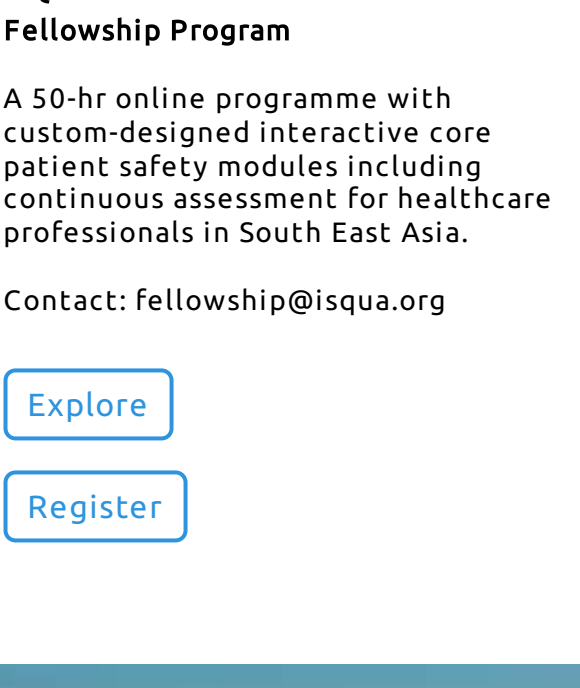 Fellowship Program
A 50-hr online programme with
custom-designed interactive core
patient safety modules including
continuous assessment for healthcare
professionals in South East Asia.
Contact: fellowship@isqua.org
Explore
Register